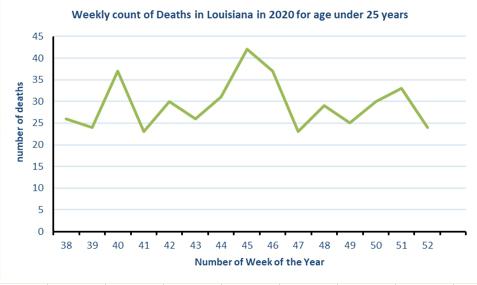 Weekly count of Deaths in Louisiana in 2020 for age under 25 years
45
40
35
30
25
20
15
10
5
0
number of deaths
38 39 40 41 42 43 44 45 46 47 48 49 50 51 52
Number of Week of the Year